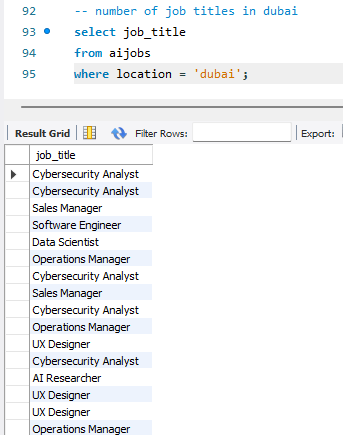 92 -- number of job titles in dubai
93 select job_title
94 from aijobs
95 where location = 'dubai';
Result Grid Filter Rows: Export:
job_title
Cybersecurity Analyst
Cybersecurity Analyst
Sales Manager
Software Engineer
Data Scientist
Operations Manager
Cybersecurity Analyst
Sales Manager
Cybersecurity Analyst
Operations Manager
UX Designer
Cybersecurity Analyst
AI Researcher
UX Designer
UX Designer
Operations Manager